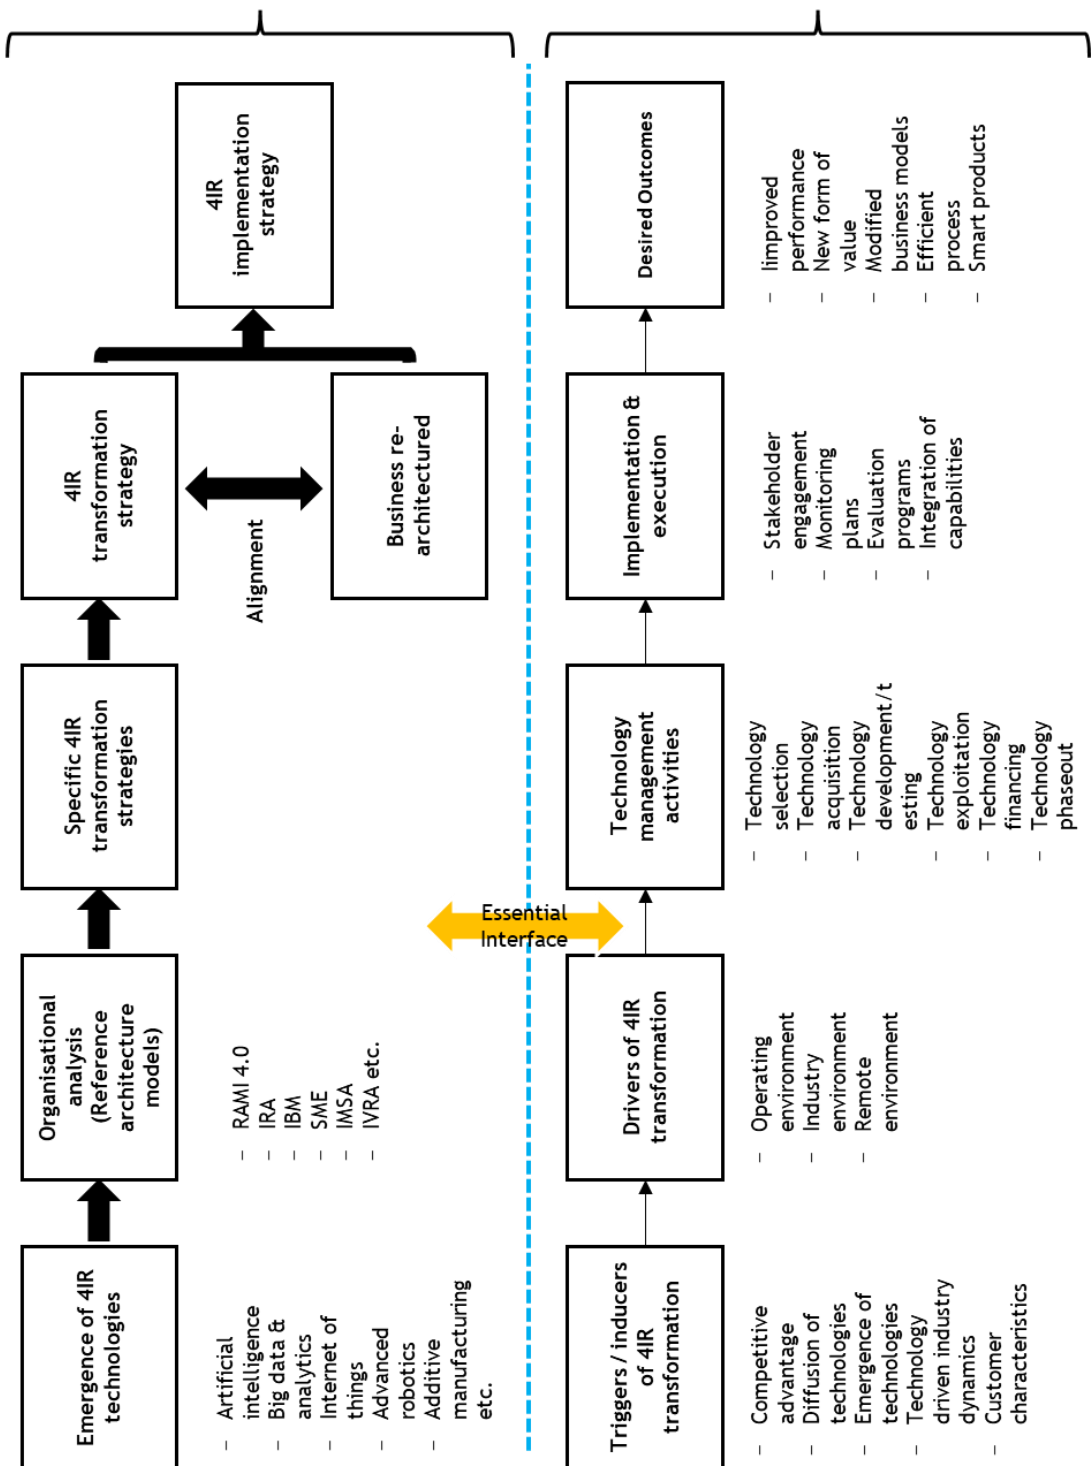 Emergence of 4IR
technologies
– Artificial
intelligence
– Big data &
analytics
– Internet of
things
– Advanced
robotics
– Additive
manufacturing
etc.
Organisational
analysis
(Reference
architecture
models)
– RAMI 4.0
– IRA
– IBM
– SME
– IMSA
– IVRA etc.
Specific 4IR
transformation
strategies
4IR
transformation
strategy
Alignment
Business re-
architectured
4IR
implementation
strategy
Essential
Interface
Triggers / inducers
of 4IR
transformation
– Competitive
advantage
– Diffusion of
technologies
– Emergence of
technologies
– Technology
driven industry
dynamics
– Customer
characteristics
Drivers of 4IR
transformation
– Operating
environment
– Industry
environment
– Remote
environment
Technology
management
activities
– Technology
selection
– Technology
acquisition
– Technology
development/t
esting
– Technology
exploitation
– Technology
financing
– Technology
phaseout
Implementation &
execution
– Stakeholder
engagement
– Monitoring
plans
– Evaluation
programs
– Integration of
capabilities
Desired Outcomes
– Iimproved
performance
– New form of
value
– Modified
business models
– Efficient
process
– Smart products